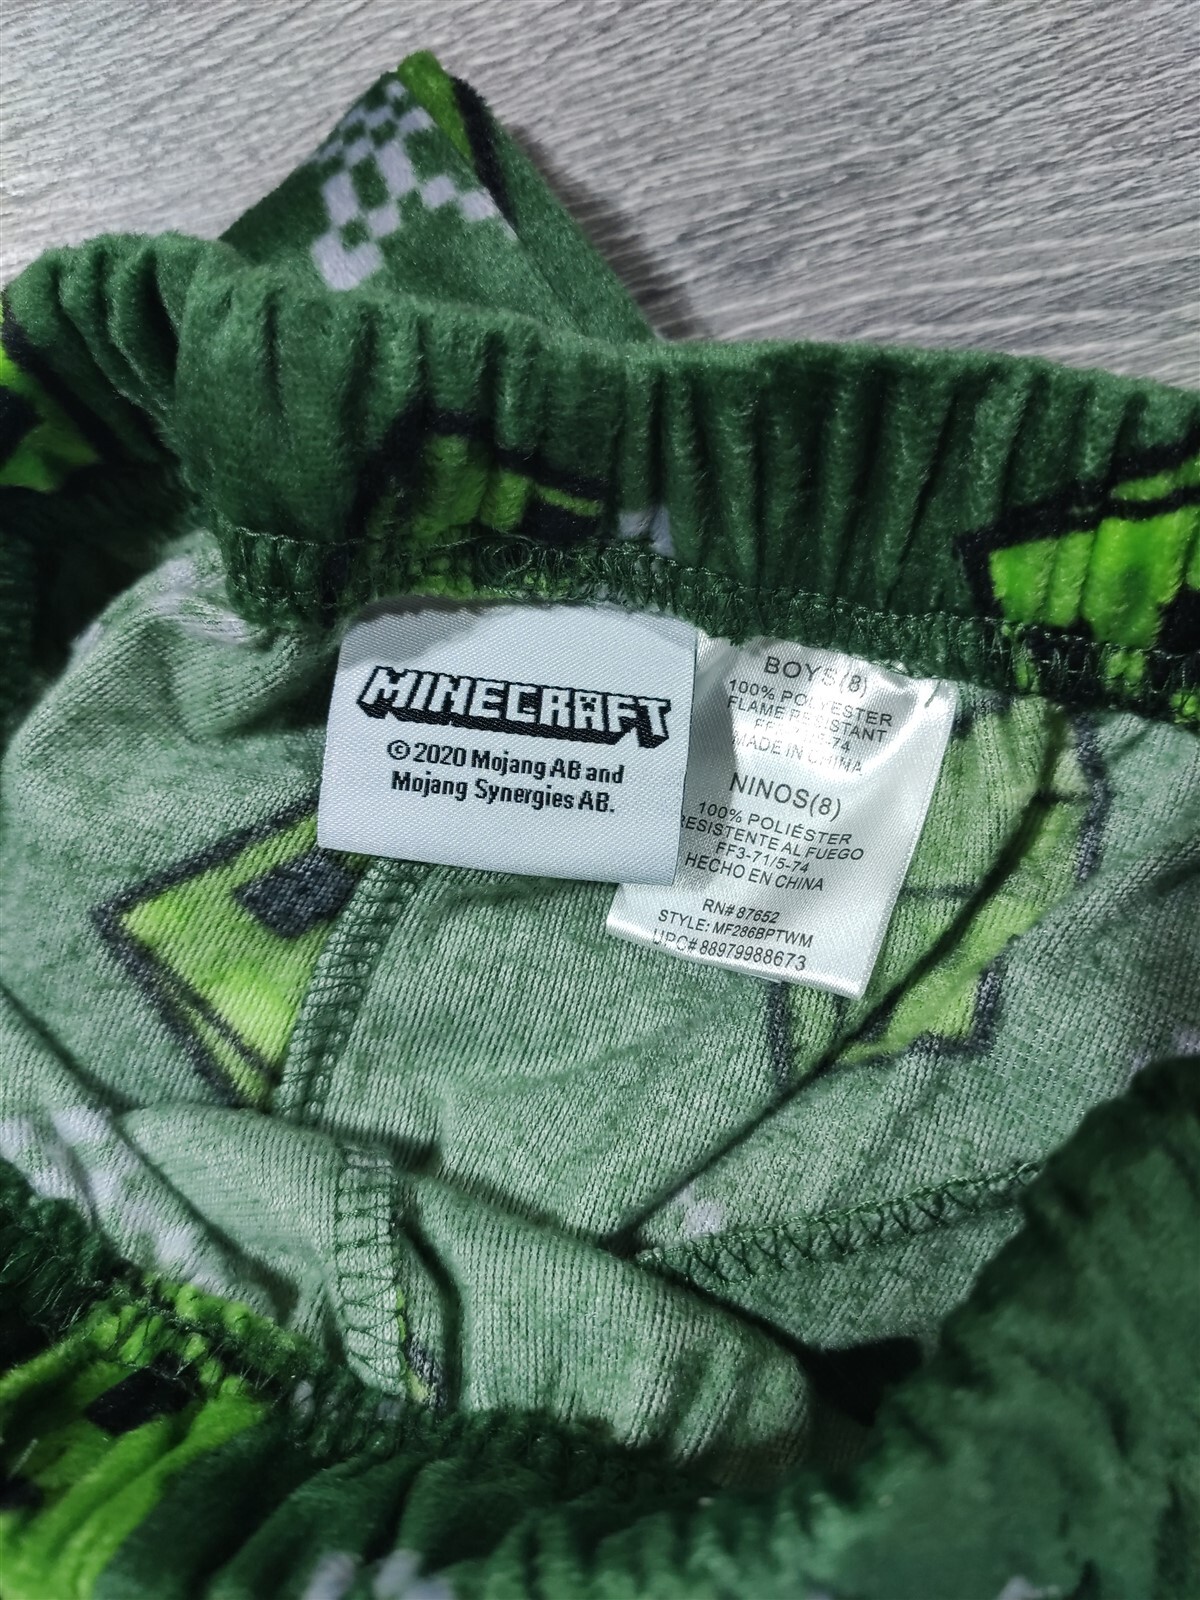 MINECRAFT
© 2020 Mojang AB and
Mojang Synergies AB.
BOYS(8)
100% POLYESTER
FLAME RESISTANT
MADE IN CHINA
NINOS(8)
100% POLIÉSTER
RESISTENTE AL FUEGO
FF3-71/5-74
HECHO EN CHINA
RN# 87652
STYLE: MF286BPTWM
UPC# 88979988673